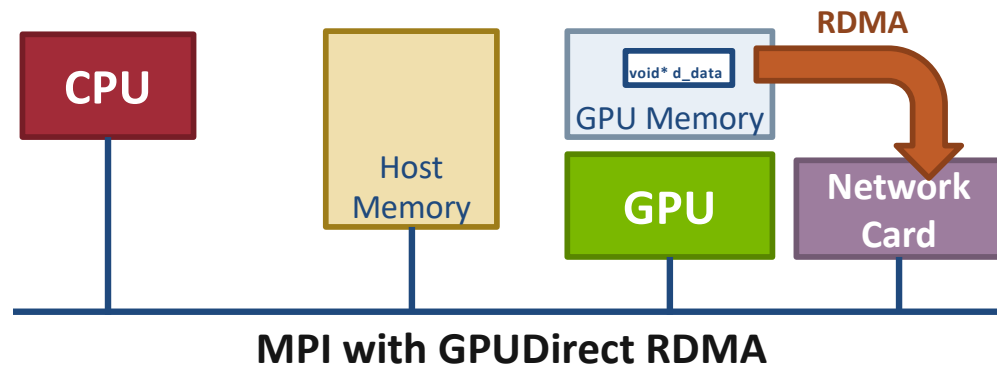 RDMA
CPU
void* d_data
GPU Memory
Host
Memory
GPU
Network
Card
MPI with GPUDirect RDMA